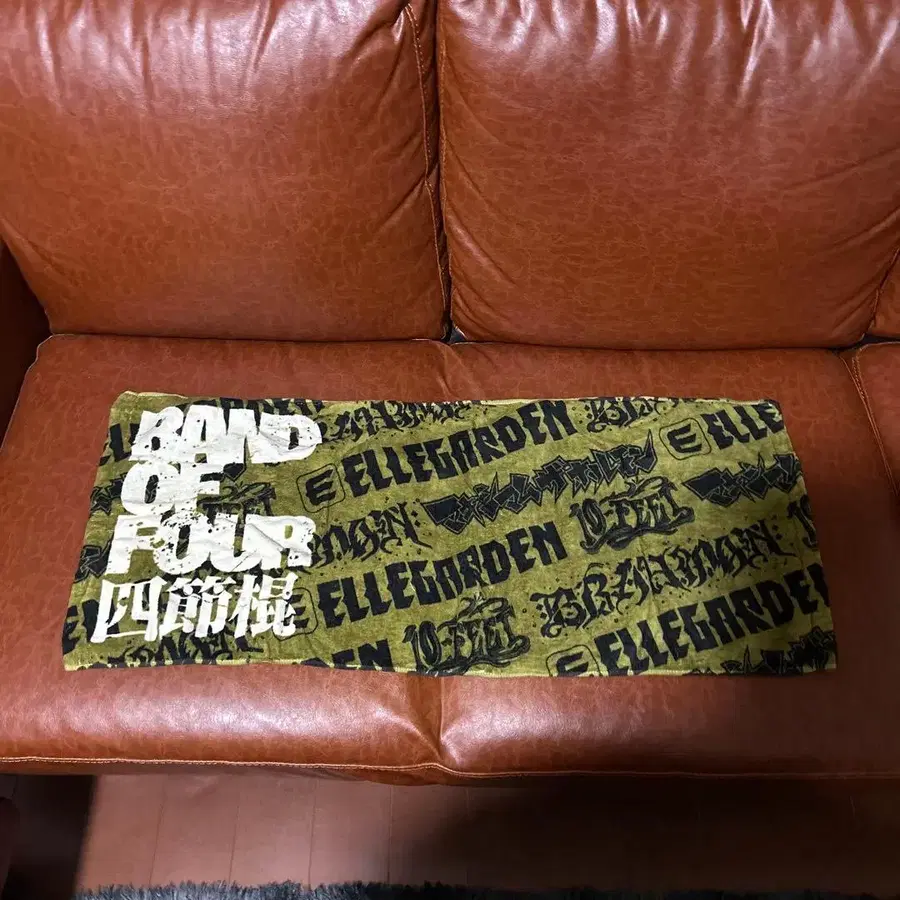 BAND
OF
FOUR
四節棍
ELLEGARDEN
ELLE
マキシマム ザ ホルモン
10-FEET
ELLEGARDEN
BRAHMAN
10-FEET
ELLEGARDEN